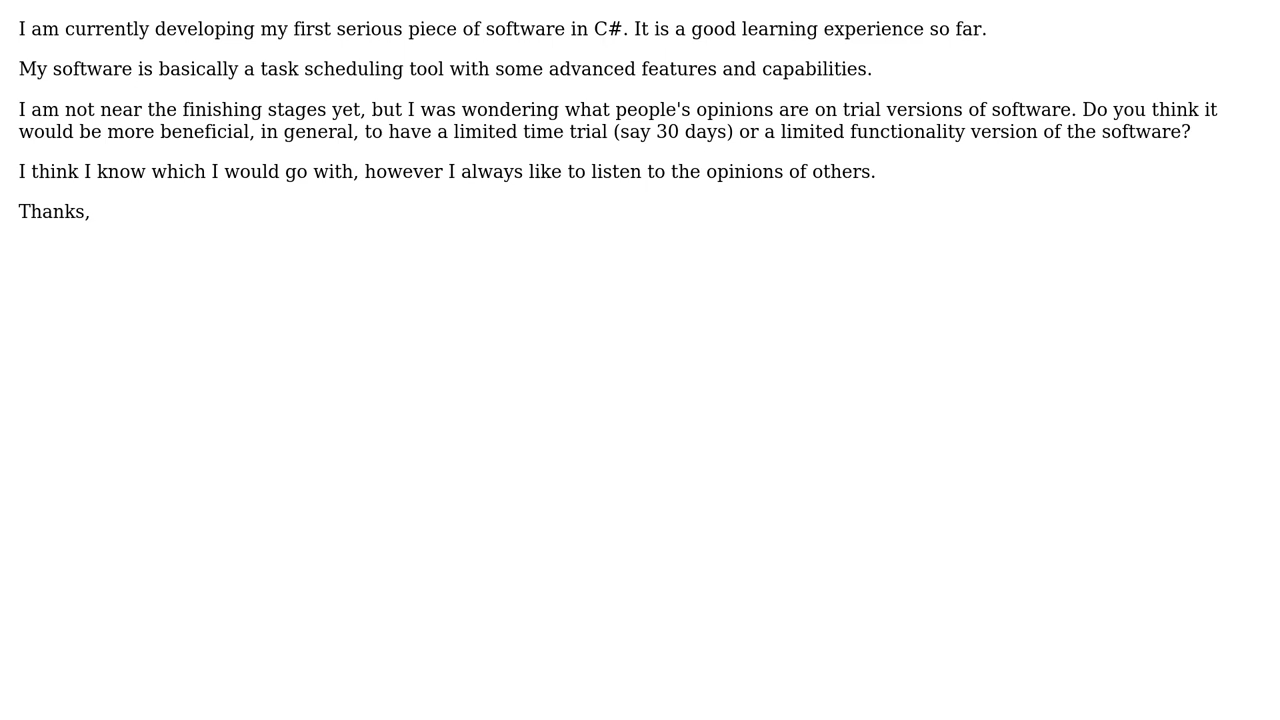 I am currently developing my first serious piece of software in C#. It is a good learning experience so far.
My software is basically a task scheduling tool with some advanced features and capabilities.
I am not near the finishing stages yet, but I was wondering what people's opinions are on trial versions of software. Do you think it
would be more beneficial, in general, to have a limited time trial (say 30 days) or a limited functionality version of the software?
I think I know which I would go with, however I always like to listen to the opinions of others.
Thanks,